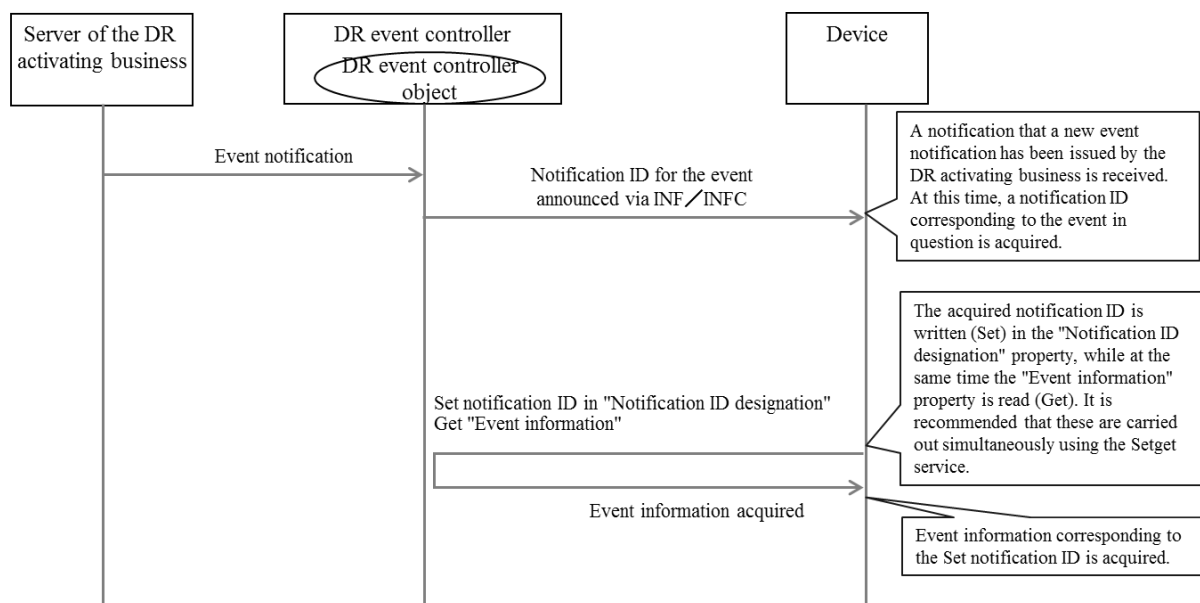 Server of the DR
activating business
DR event controller
DR event controller
object
Device
Event notification
Notification ID for the event
announced via INF／INFC
A notification that a new event
notification has been issued by the
DR activating business is received.
At this time, a notification ID
corresponding to the event in
question is acquired.
The acquired notification ID is
written (Set) in the "Notification ID
designation" property, while at the
same time the "Event information"
property is read (Get). It is
recommended that these are carried
out simultaneously using the Setget
service.
Set notification ID in "Notification ID designation"
Get "Event information"
Event information acquired
Event information corresponding to
the Set notification ID is acquired.